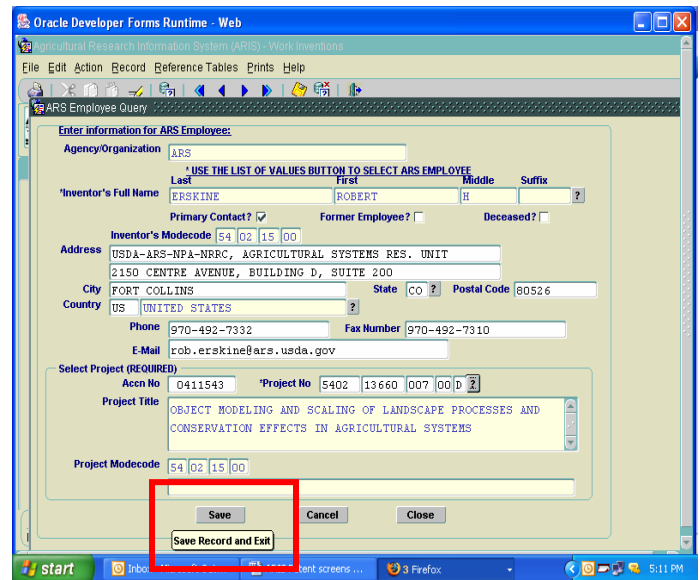 Oracle Developer Forms Runtime - Web
Agricultural Research Information System (ARIS) - Work Inventions
File Edit Action Record Reference Tables Prints Help
ARS Employee Query
Enter information for ARS Employee:
Agency/Organization ARS
* USE THE LIST OF VALUES BUTTON TO SELECT ARS EMPLOYEE
Last First Middle Suffix
*Inventor's Full Name ERSKINE ROBERT H ?
Primary Contact? Former Employee? Deceased?
Inventor's Modecode 54 02 15 00
Address USDA-ARS-NPA-NRRC, AGRICULTURAL SYSTEMS RES. UNIT
2150 CENTRE AVENUE, BUILDING D, SUITE 200
City FORT COLLINS State CO ? Postal Code 80526
Country US UNITED STATES ?
Phone 970-492-7332 Fax Number 970-492-7310
E-Mail rob.erskine@ars.usda.gov
Select Project (REQUIRED)
Accn No 0411543 *Project No 5402 13660 007 00 D ?
Project Title OBJECT MODELING AND SCALING OF LANDSCAPE PROCESSES AND
CONSERVATION EFFECTS IN AGRICULTURAL SYSTEMS
Project Modecode 54 02 15 00
Save Cancel Close
Save Record and Exit
start Inbox screens ... 3 Firefox 5:11 PM